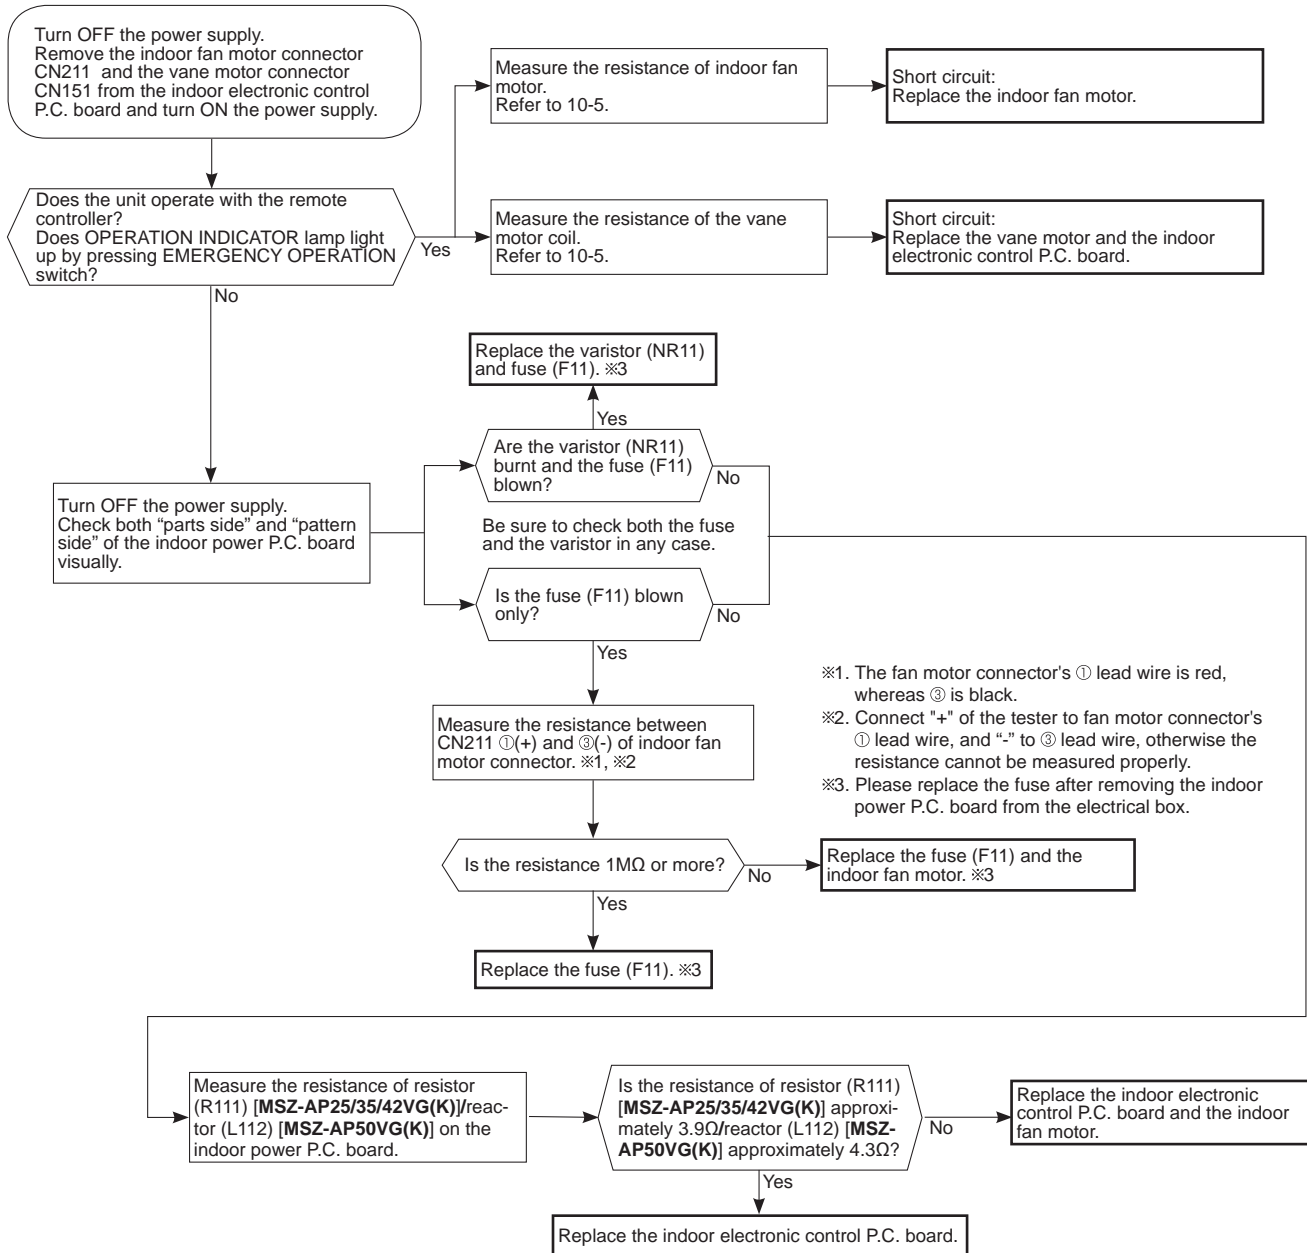 Turn OFF the power supply.
Remove the indoor fan motor connector
CN211 and the vane motor connector
CN151 from the indoor electronic control
P.C. board and turn ON the power supply.
Measure the resistance of indoor fan
motor.
Refer to 10-5.
Short circuit:
Replace the indoor fan motor.
Does the unit operate with the remote
controller?
Does OPERATION INDICATOR lamp light
up by pressing EMERGENCY OPERATION
switch?
Yes
Measure the resistance of the vane
motor coil.
Refer to 10-5.
Short circuit:
Replace the vane motor and the indoor
electronic control P.C. board.
No
Replace the varistor (NR11)
and fuse (F11). ※3
Yes
Are the varistor (NR11)
burnt and the fuse (F11)
blown?
No
Turn OFF the power supply.
Check both “parts side” and “pattern
side” of the indoor power P.C. board
visually.
Be sure to check both the fuse
and the varistor in any case.
Is the fuse (F11) blown
only?
No
Yes
※1. The fan motor connector's ① lead wire is red,
whereas ③ is black.
※2. Connect "+" of the tester to fan motor connector's
① lead wire, and “-” to ③ lead wire, otherwise the
resistance cannot be measured properly.
※3. Please replace the fuse after removing the indoor
power P.C. board from the electrical box.
Measure the resistance between
CN211 ①(+) and ③(-) of indoor fan
motor connector. ※1, ※2
Is the resistance 1MΩ or more?
No
Replace the fuse (F11) and the
indoor fan motor. ※3
Yes
Replace the fuse (F11). ※3
Measure the resistance of resistor
(R111) [MSZ-AP25/35/42VG(K)]/reac-
tor (L112) [MSZ-AP50VG(K)] on the
indoor power P.C. board.
Is the resistance of resistor (R111)
[MSZ-AP25/35/42VG(K)] approxi-
mately 3.9Ω/reactor (L112) [MSZ-
AP50VG(K)] approximately 4.3Ω?
No
Replace the indoor electronic
control P.C. board and the indoor
fan motor.
Yes
Replace the indoor electronic control P.C. board.